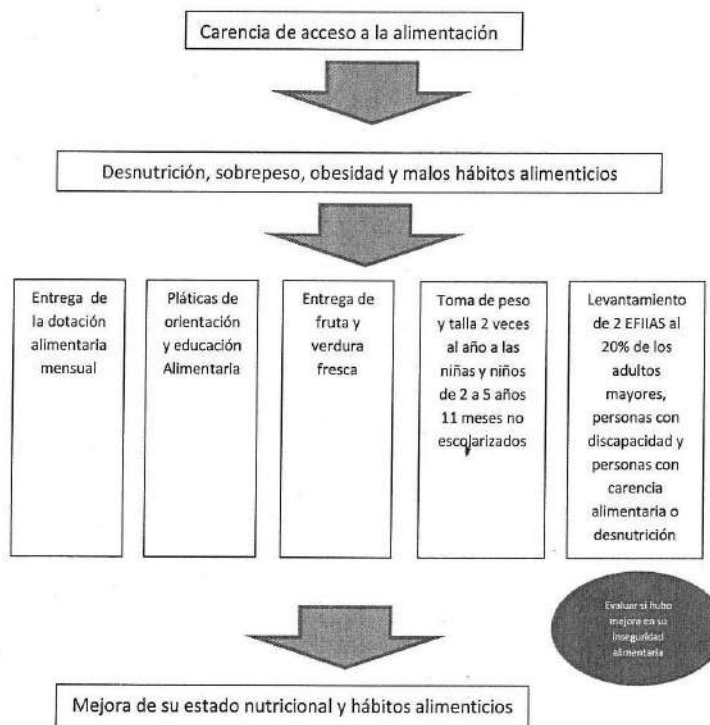 Carencia de acceso a la alimentación
Desnutrición, sobrepeso, obesidad y malos hábitos alimenticios
Entrega de
la dotación
alimentaria
mensual
Pláticas de
orientación
y educación
Alimentaria
Entrega de
fruta y
verdura
fresca
Toma de peso
y talla 2 veces
al año a las
niñas y niños
de 2 a 5 años
11 meses no
escolarizados
Levantamiento
de 2 EFIIAS al
20% de los
adultos
mayores,
personas con
discapacidad y
personas con
carencia
alimentaria o
desnutrición
Evaluar si hubo
mejora en su
inseguridad
alimentaria
Mejora de su estado nutricional y hábitos alimenticios